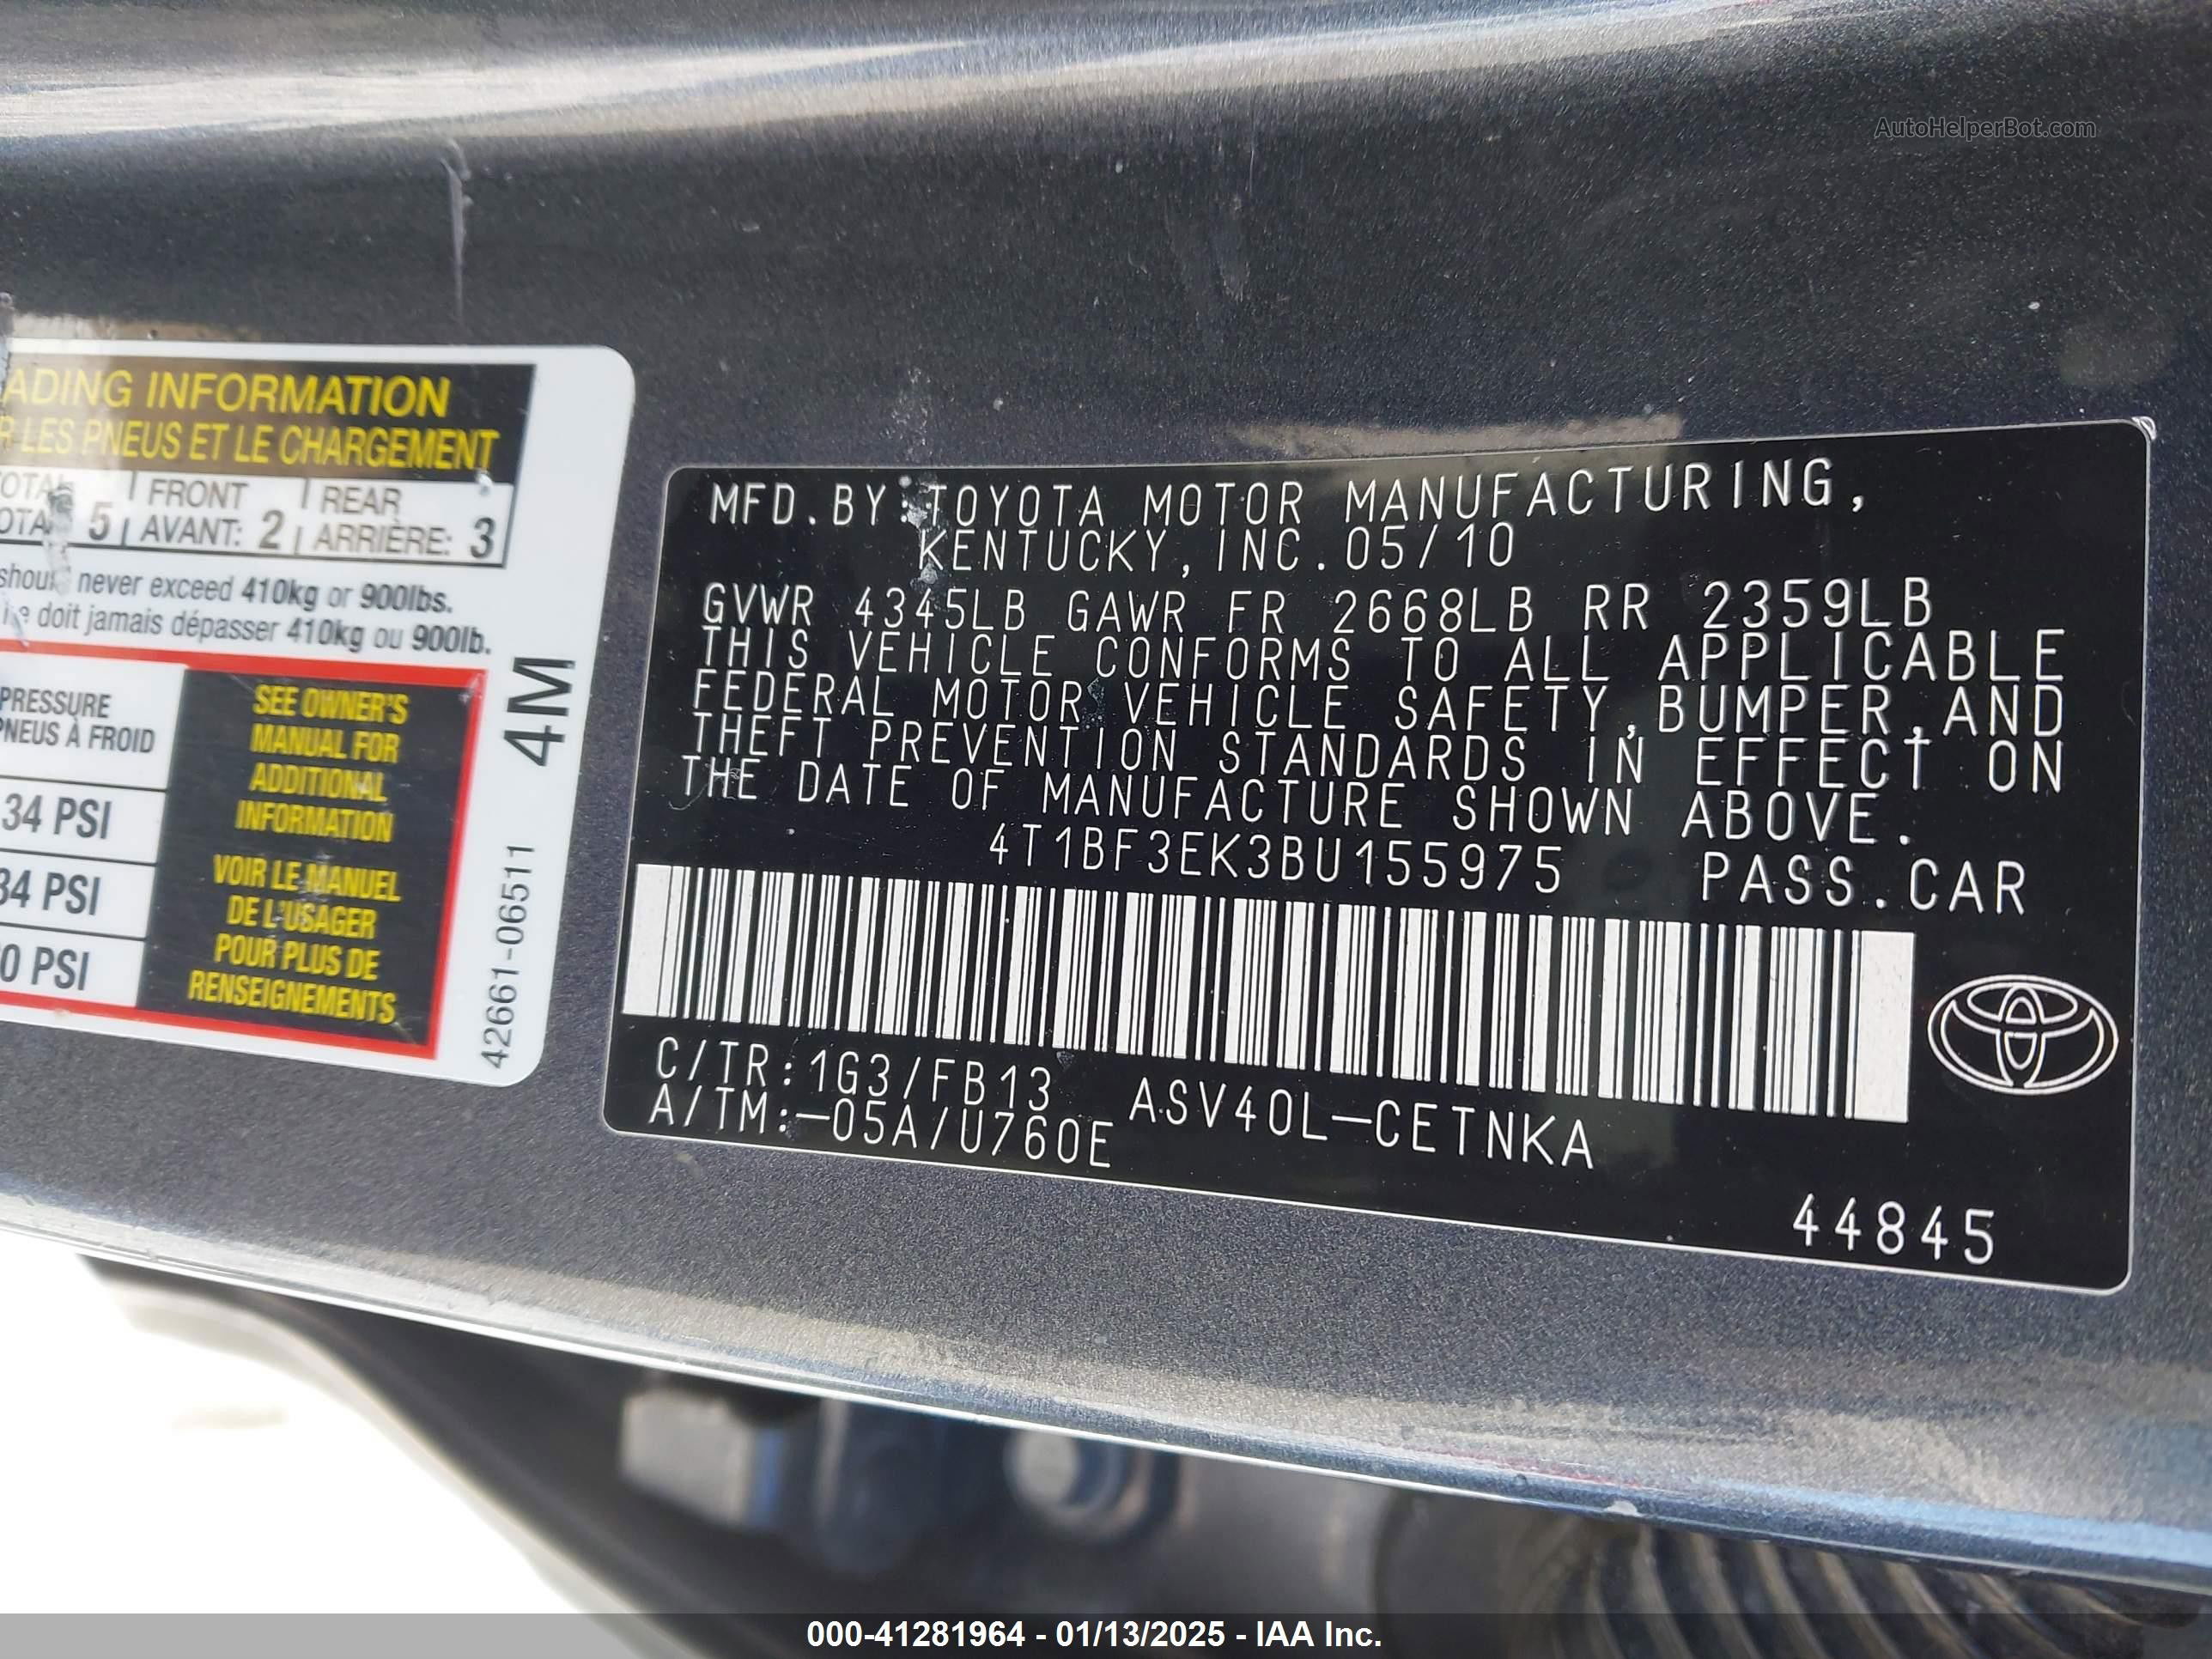 AutoHelperBot.com
ADING INFORMATION
R LES PNEUS ET LE CHARGEMENT
FRONT REAR
5 AVANT: 2 ARRIÈRE: 3
never exceed 410kg or 900lbs.
doit jamais dépasser 410kg ou 900lb.
PRESSURE
PNEUS À FROID
34 PSI
34 PSI
0 PSI
SEE OWNER'S
MANUAL FOR
ADDITIONAL
INFORMATION
VOIR LE MANUEL
DE L'USAGER
POUR PLUS DE
RENSEIGNEMENTS
42661-06511 4M
MFD.BY:TOYOTA MOTOR MANUFACTURING,
KENTUCKY,INC.05/10
GVWR 4345LB GAWR FR 2668LB RR 2359LB
THIS VEHICLE CONFORMS TO ALL APPLICABLE
FEDERAL MOTOR VEHICLE SAFETY,BUMPER,AND
THEFT PREVENTION STANDARDS IN EFFECT ON
THE DATE OF MANUFACTURE SHOWN ABOVE.
4T1BF3EK3BU155975 PASS.CAR
C/TR:1G3/FB13 ASV40L-CETNKA
A/TM:-05A/U760E
44845
000-41281964 - 01/13/2025 - IAA Inc.